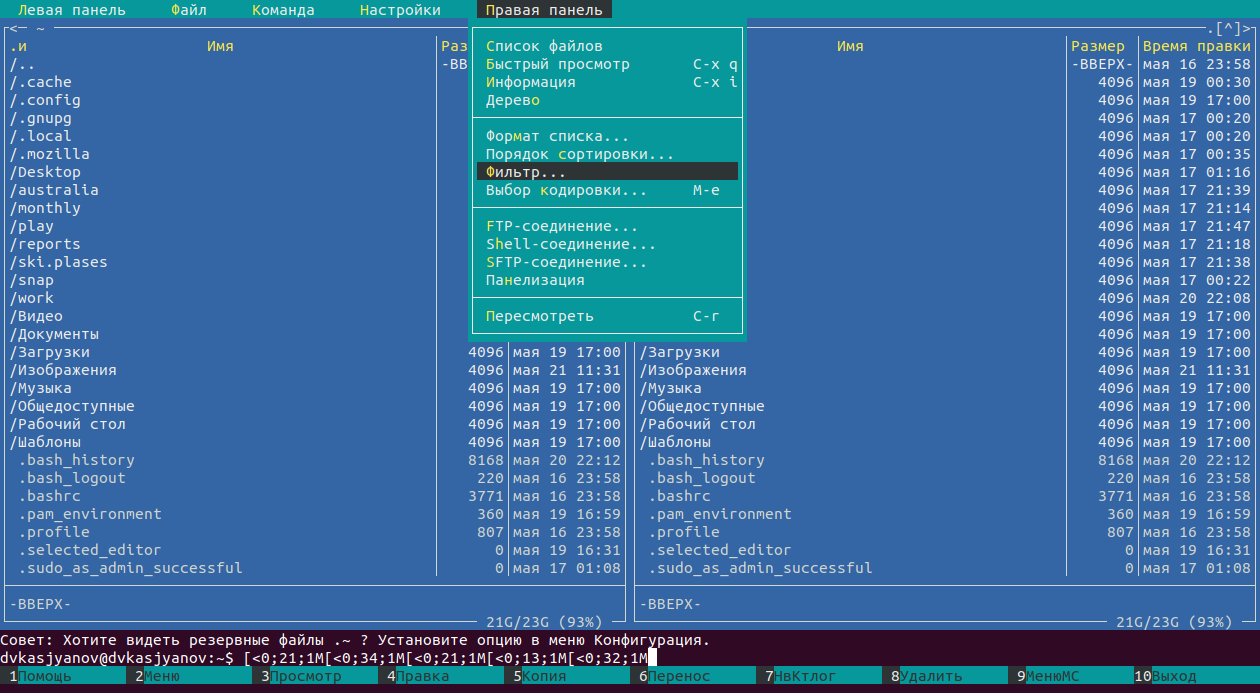 Левая панель Файл Команда Настройки Правая панель
<─ ~ .[^]>
.и Имя Раз Имя Размер Время правки
/.. -ВВ -ВВЕРХ- мая 16 23:58
/.cache 4096 мая 19 00:30
/.config 4096 мая 19 17:00
/.gnupg 4096 мая 17 00:20
/.local 4096 мая 17 00:20
/.mozilla 4096 мая 17 00:35
/Desktop 4096 мая 17 01:16
/australia 4096 мая 17 21:39
/monthly 4096 мая 17 21:14
/play 4096 мая 17 21:47
/reports 4096 мая 17 21:18
/ski.plases 4096 мая 17 21:38
/snap 4096 мая 17 00:22
/work 4096 мая 20 22:08
/Видео 4096 мая 19 17:00
/Документы 4096 мая 19 17:00
Список файлов
Быстрый просмотр C-x q
Информация C-x i
Дерево
Формат списка...
Порядок сортировки...
Фильтр...
Выбор кодировки... M-e
FTP-соединение...
Shell-соединение...
SFTP-соединение...
Панелизация
Пересмотреть C-r
/Загрузки 4096 мая 19 17:00 /Загрузки 4096 мая 19 17:00
/Изображения 4096 мая 21 11:31 /Изображения 4096 мая 21 11:31
/Музыка 4096 мая 19 17:00 /Музыка 4096 мая 19 17:00
/Общедоступные 4096 мая 19 17:00 /Общедоступные 4096 мая 19 17:00
/Рабочий стол 4096 мая 19 17:00 /Рабочий стол 4096 мая 19 17:00
/Шаблоны 4096 мая 19 17:00 /Шаблоны 4096 мая 19 17:00
.bash_history 8168 мая 20 22:12 .bash_history 8168 мая 20 22:12
.bash_logout 220 мая 16 23:58 .bash_logout 220 мая 16 23:58
.bashrc 3771 мая 16 23:58 .bashrc 3771 мая 16 23:58
.pam_environment 360 мая 19 16:59 .pam_environment 360 мая 19 16:59
.profile 807 мая 16 23:58 .profile 807 мая 16 23:58
.selected_editor 0 мая 19 16:31 .selected_editor 0 мая 19 16:31
.sudo_as_admin_successful 0 мая 17 01:08 .sudo_as_admin_successful 0 мая 17 01:08
-ВВЕРХ- -ВВЕРХ-
21G/23G (93%) 21G/23G (93%)
Совет: Хотите видеть резервные файлы .~ ? Установите опцию в меню Конфигурация.
dvkasjyanov@dvkasjyanov:~$ [<0;21;1M[<0;34;1M[<0;21;1M[<0;13;1M[<0;32;1M
1Помощь 2Меню 3Просмотр 4Правка 5Копия 6Перенос 7НвКтлог 8Удалить 9МенюМС 10Выход